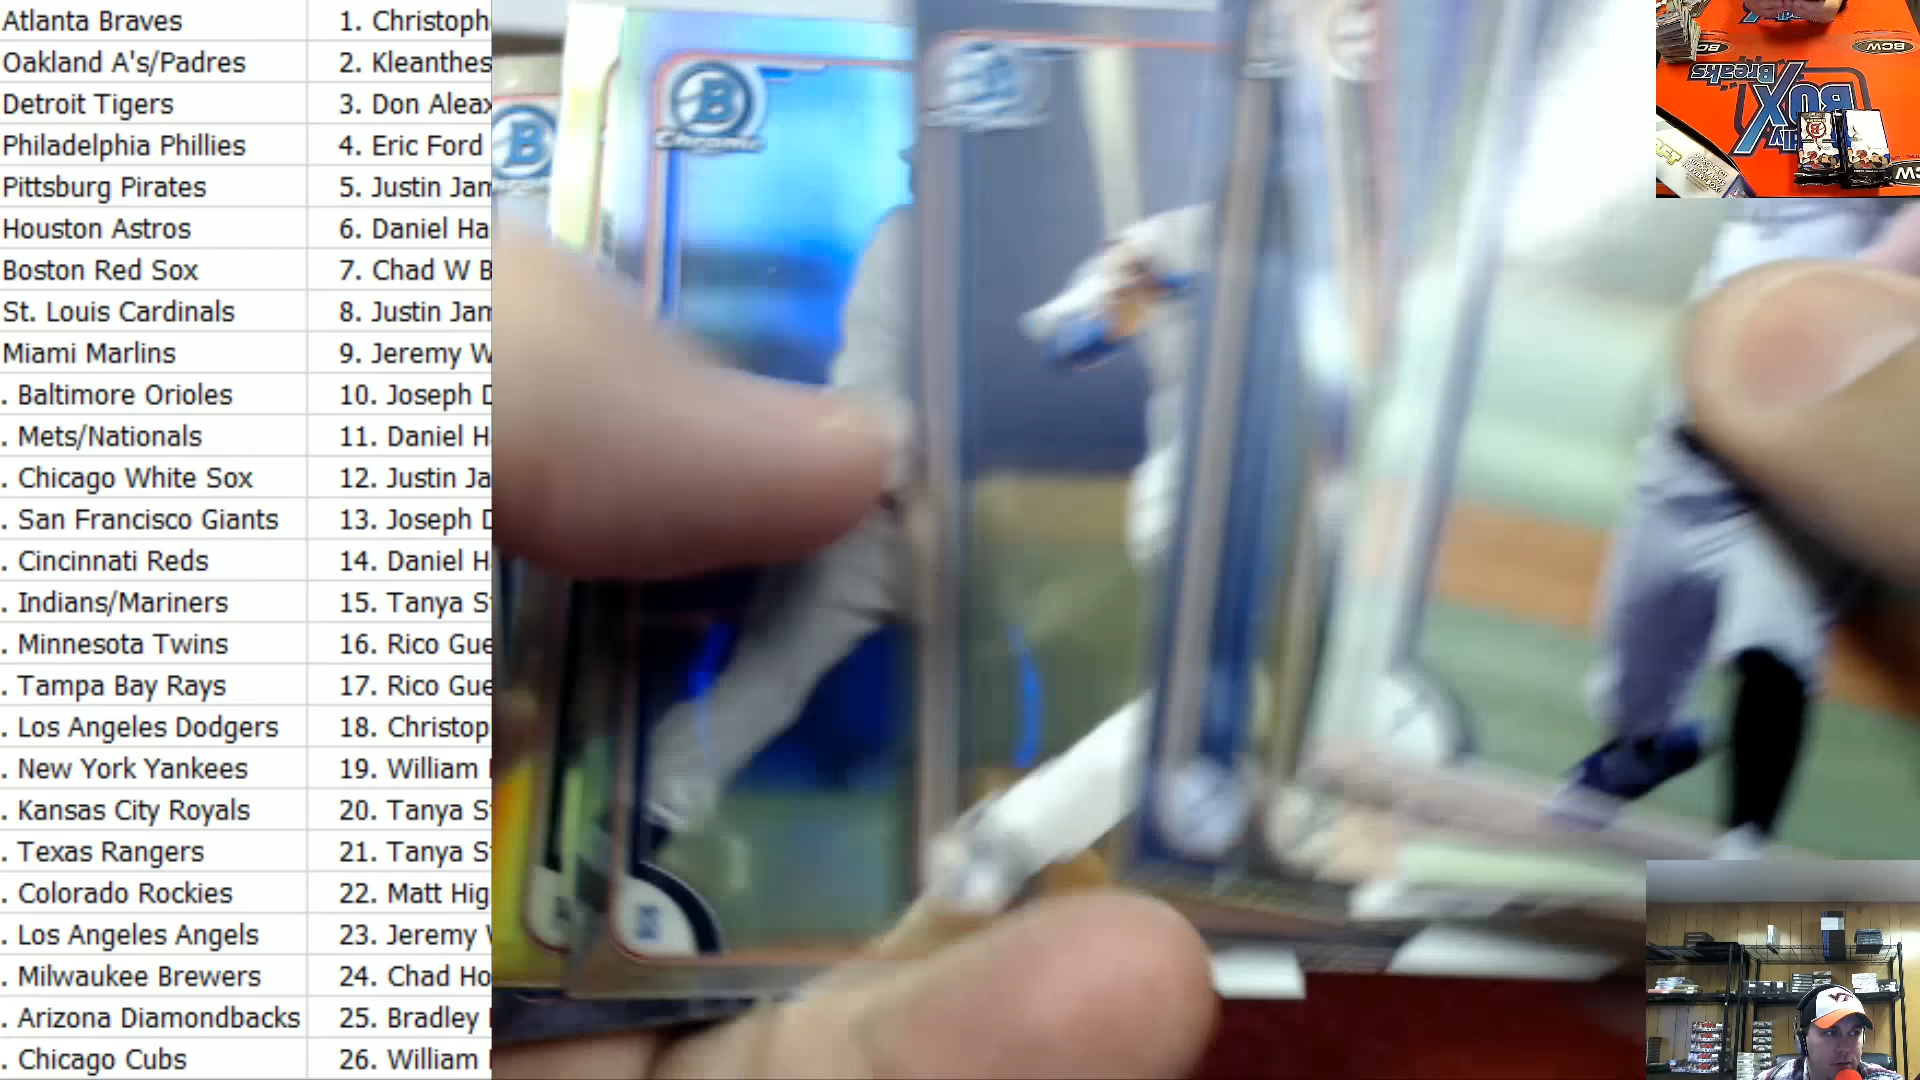 Atlanta Braves 1. Christoph
Oakland A's/Padres 2. Kleanthes
Detroit Tigers 3. Don Aleax
Philadelphia Phillies 4. Eric Ford
Pittsburg Pirates 5. Justin Jam
Houston Astros 6. Daniel Ha
Boston Red Sox 7. Chad W B
St. Louis Cardinals 8. Justin Jam
Miami Marlins 9. Jeremy W
. Baltimore Orioles 10. Joseph D
. Mets/Nationals 11. Daniel H
. Chicago White Sox 12. Justin Ja
. San Francisco Giants 13. Joseph D
. Cincinnati Reds 14. Daniel H
. Indians/Mariners 15. Tanya S
. Minnesota Twins 16. Rico Gue
. Tampa Bay Rays 17. Rico Gue
. Los Angeles Dodgers 18. Christop
. New York Yankees 19. William
. Kansas City Royals 20. Tanya S
. Texas Rangers 21. Tanya S
. Colorado Rockies 22. Matt Hig
. Los Angeles Angels 23. Jeremy
. Milwaukee Brewers 24. Chad Ho
. Arizona Diamondbacks 25. Bradley
. Chicago Cubs 26. William
B
B
Chrome
BCW
BCW
Breaks
BOX
BCW